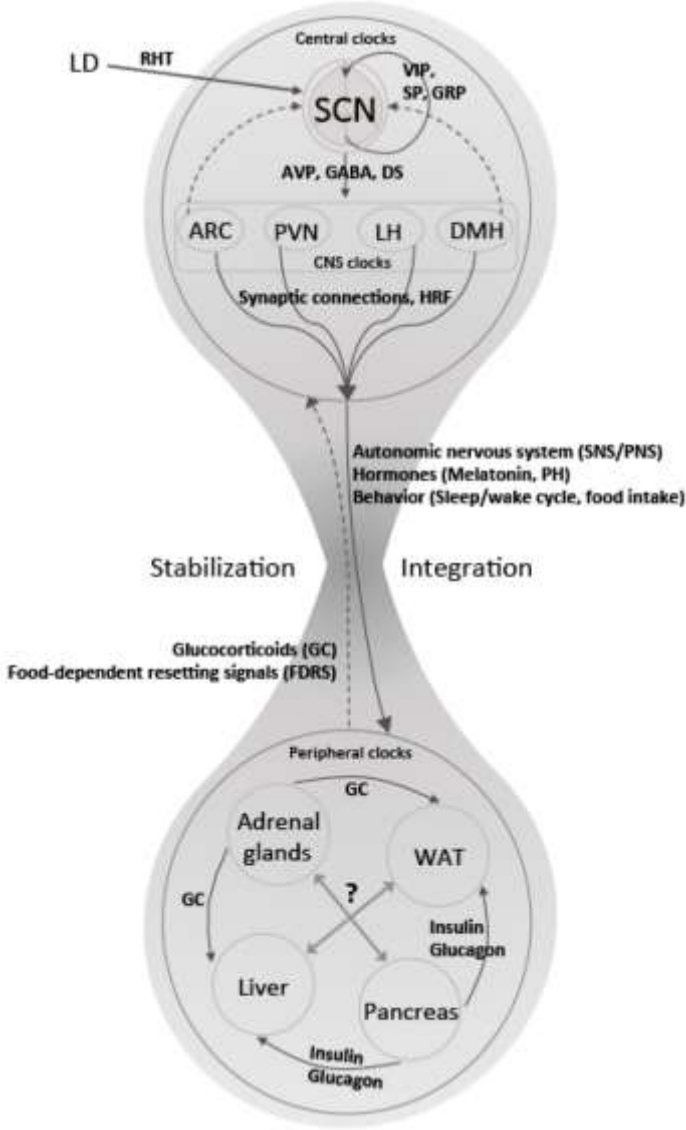 Central clocks
LD
RHT
VIP,
SP, GRP
SCN
AVP, GABA, DS
ARC
PVN
LH
DMH
CNS clocks
Synaptic connections, HRF
Autonomic nervous system (SNS/PNS)
Hormones (Melatonin, PH)
Behavior (Sleep/wake cycle, food intake)
Stabilization
Integration
Glucocorticoids (GC)
Food-dependent resetting signals (FDRS)
Peripheral clocks
GC
Adrenal
glands
WAT
?
GC
Insulin
Glucagon
Liver
Pancreas
Insulin
Glucagon